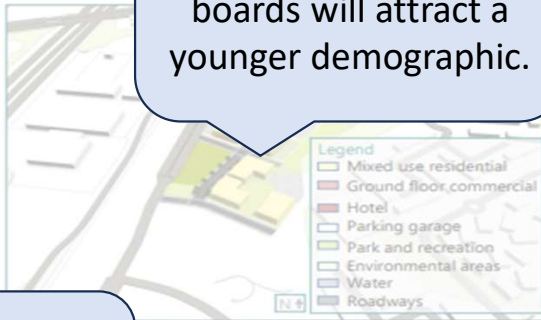 boards will attract a
younger demographic.
Legend
Mixed use residential
Ground floor commercial
Hotel
Parking garage
Park and recreation
Environmental areas
Water
Roadways
N